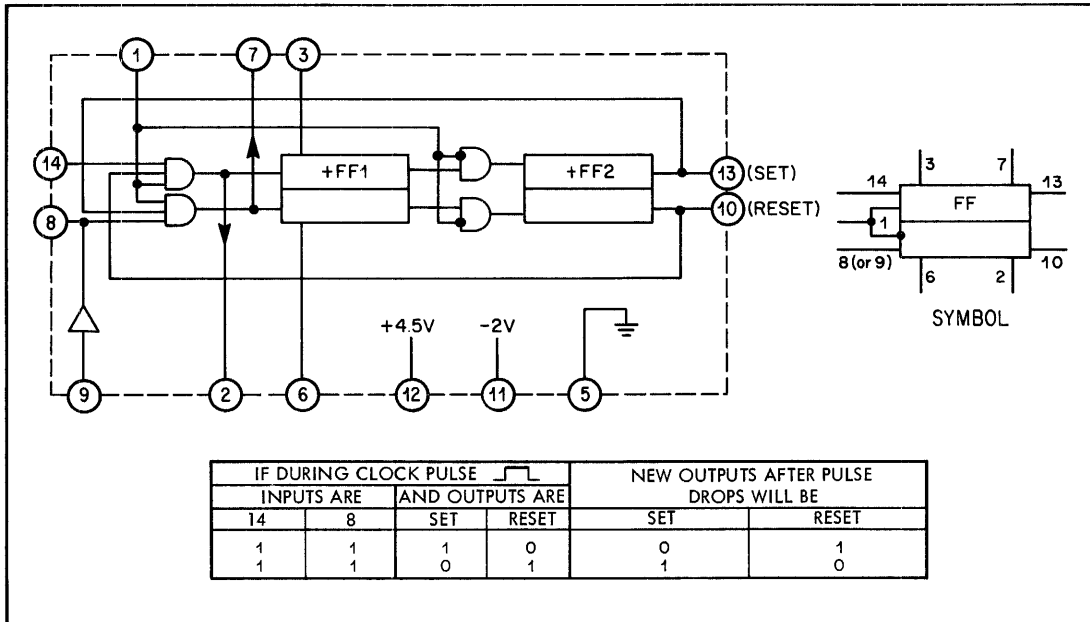 1 7 3
14 +FF1 +FF2 13 (SET)
8 10 (RESET)
+4.5V -2V
9 2 6 12 11 5
3 7
14 FF 13
1
8 (or 9) 10
6 2
SYMBOL
IF DURING CLOCK PULSE NEW OUTPUTS AFTER PULSE DROPS WILL BE
INPUTS ARE AND OUTPUTS ARE
14 8 SET RESET SET RESET
1 1 1 0 0 1
1 1 0 1 1 0